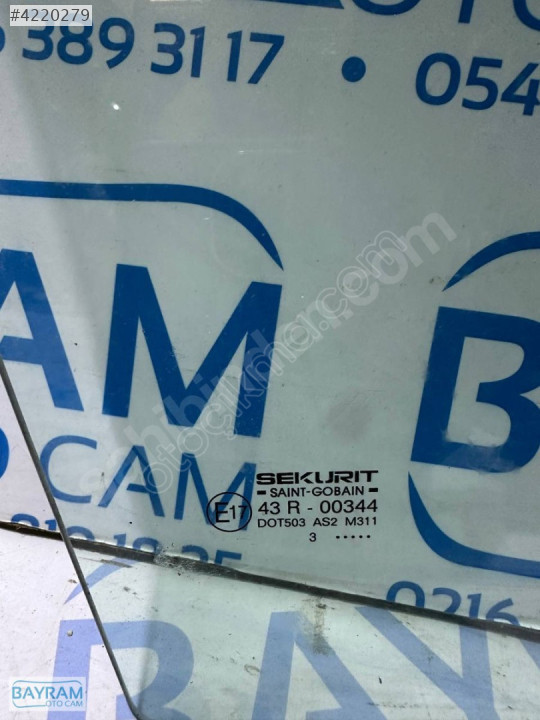 #4220279
389 31 17 • 054
AM B
CAM
SEKURIT
SAINT-GOBAIN
E17 43 R - 00344
DOT503 AS2 M311
3 •••••
0216
BAY
BAYRAM
OTO CAM